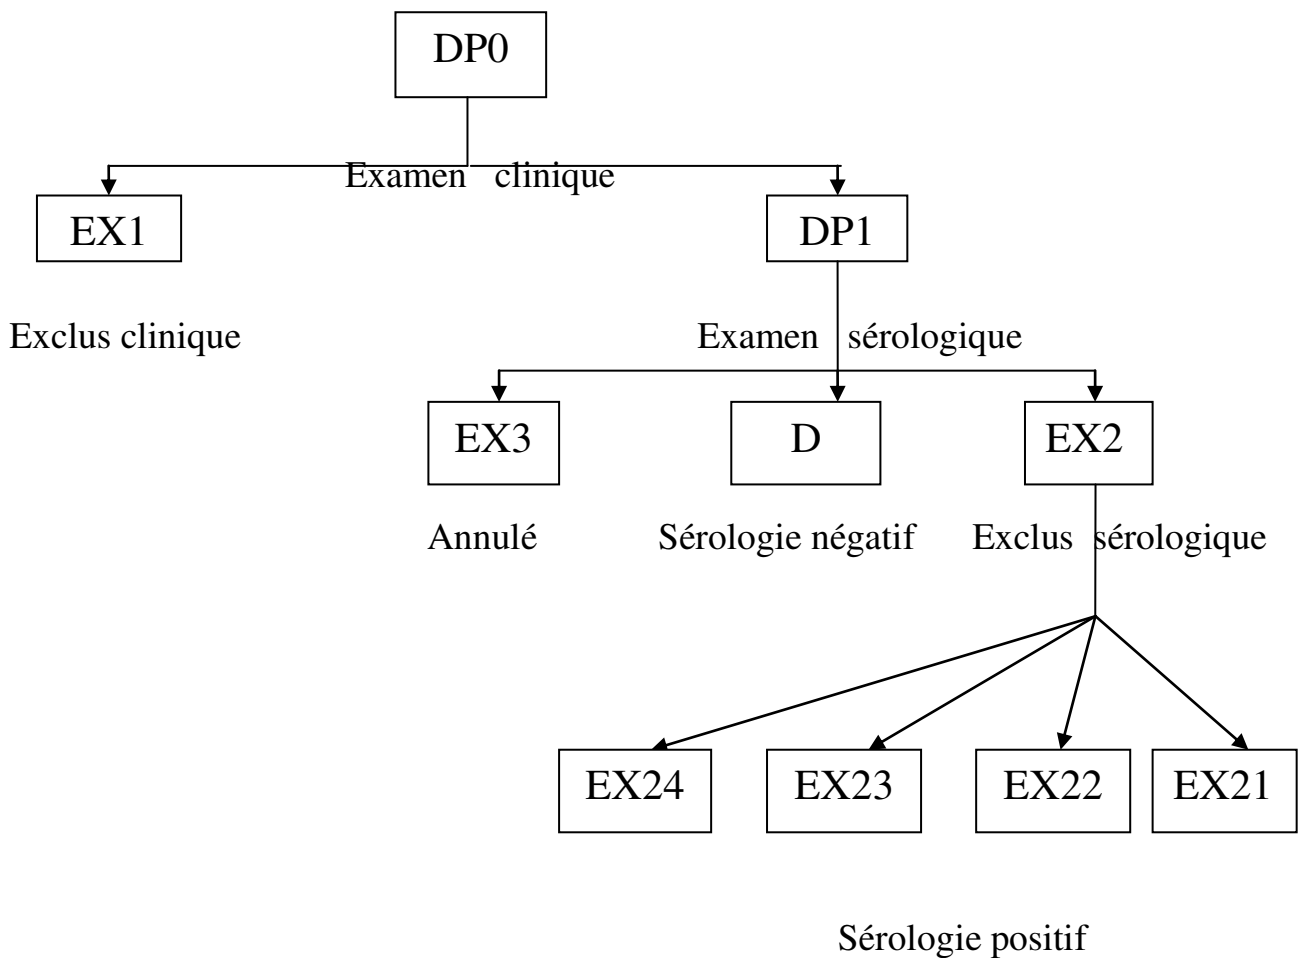 DP0
Examen clinique
EX1 DP1
Exclus clinique
Examen sérologique
EX3 D EX2
Annulé Sérologie négatif Exclus sérologique
EX24 EX23 EX22 EX21
Sérologie positif